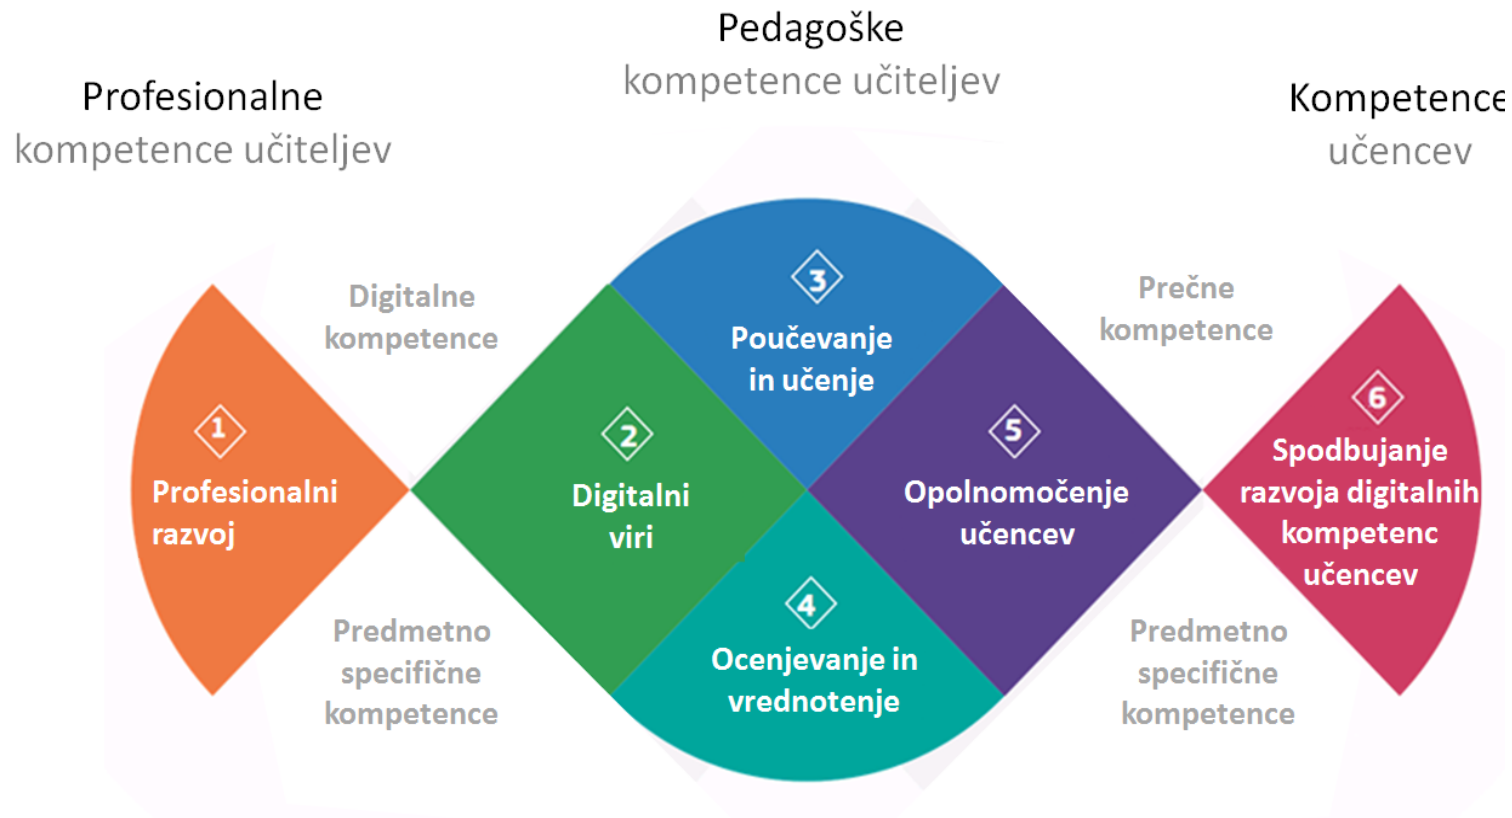 Profesionalne
kompetence učiteljev
Pedagoške
kompetence učiteljev
Kompetence
učencev
Digitalne
kompetence
Prečne
kompetence
1
Profesionalni
razvoj
2
Digitalni
viri
3
Poučevanje
in učenje
4
Ocenjevanje in
vrednotenje
5
Opolnomočenje
učencev
6
Spodbujanje
razvoja digitalnih
kompetenc
učencev
Predmetno
specifične
kompetence
Predmetno
specifične
kompetence